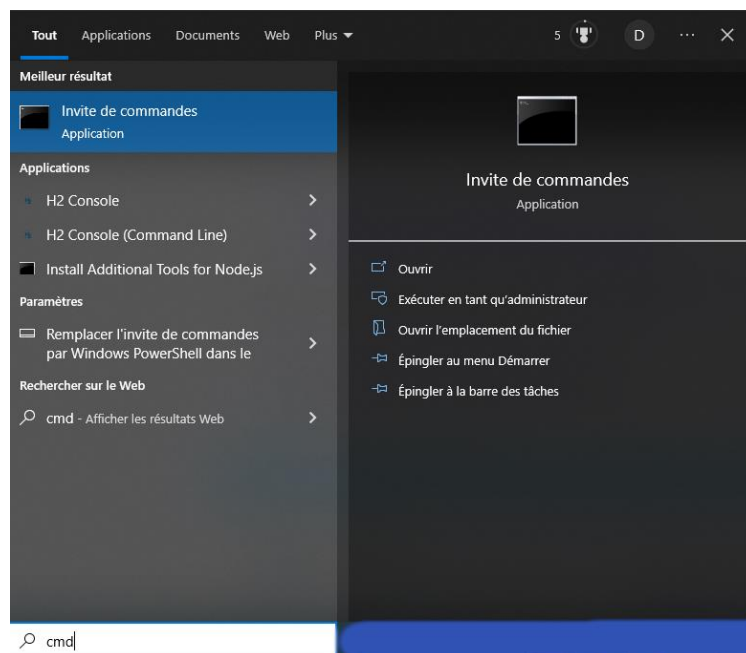 Tout Applications Documents Web Plus 5 D ...
Meilleur résultat
Invite de commandes
Application
Applications
H2 Console
H2 Console (Command Line)
Install Additional Tools for Node.js
Paramètres
Remplacer l'invite de commandes
par Windows PowerShell dans le
Rechercher sur le Web
cmd - Afficher les résultats Web
Invite de commandes
Application
Ouvrir
Exécuter en tant qu'administrateur
Ouvrir l'emplacement du fichier
Épingler au menu Démarrer
Épingler à la barre des tâches
cmd